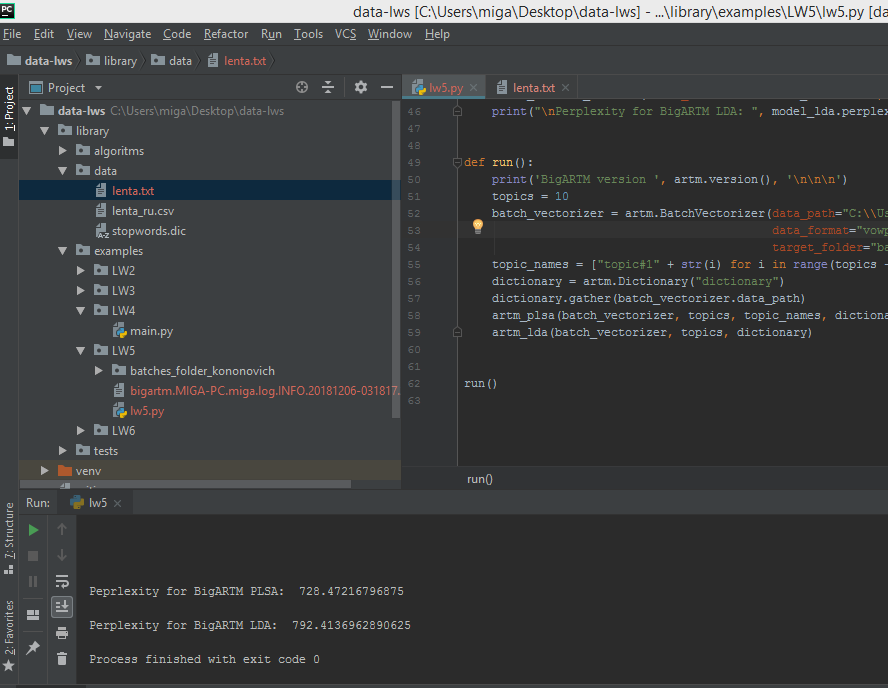 PC
data-lws [C:\Users\miga\Desktop\data-lws] - ...\library\examples\LW5\lw5.py [da
File Edit View Navigate Code Refactor Run Tools VCS Window Help
data-lws library data lenta.txt
1: Project
Project
lw5.py lenta.txt
data-lws C:\Users\miga\Desktop\data-lws
library
algoritms
data
lenta.txt
lenta_ru.csv
stopwords.dic
examples
LW2
LW3
LW4
main.py
LW5
batches_folder_kononovich
bigartm.MIGA-PC.miga.log.INFO.20181206-031817.
lw5.py
LW6
tests
venv
46 print("\nPerplexity for BigARTM LDA: ", model_lda.perplex
47
48
49 def run():
50 print('BigARTM version ', artm.version(), '\n\n\n')
51 topics = 10
52 batch_vectorizer = artm.BatchVectorizer(data_path="C:\\Us
53 data_format="vowp
54 target_folder="ba
55 topic_names = ["topic#1" + str(i) for i in range(topics -
56 dictionary = artm.Dictionary("dictionary")
57 dictionary.gather(batch_vectorizer.data_path)
58 artm_plsa(batch_vectorizer, topics, topic_names, dictiona
59 artm_lda(batch_vectorizer, topics, dictionary)
60
61
62 run()
63
run()
Run: lw5
7: Structure
2: Favorites
Peprlexity for BigARTM PLSA:  728.47216796875
Perplexity for BigARTM LDA:  792.4136962890625
Process finished with exit code 0